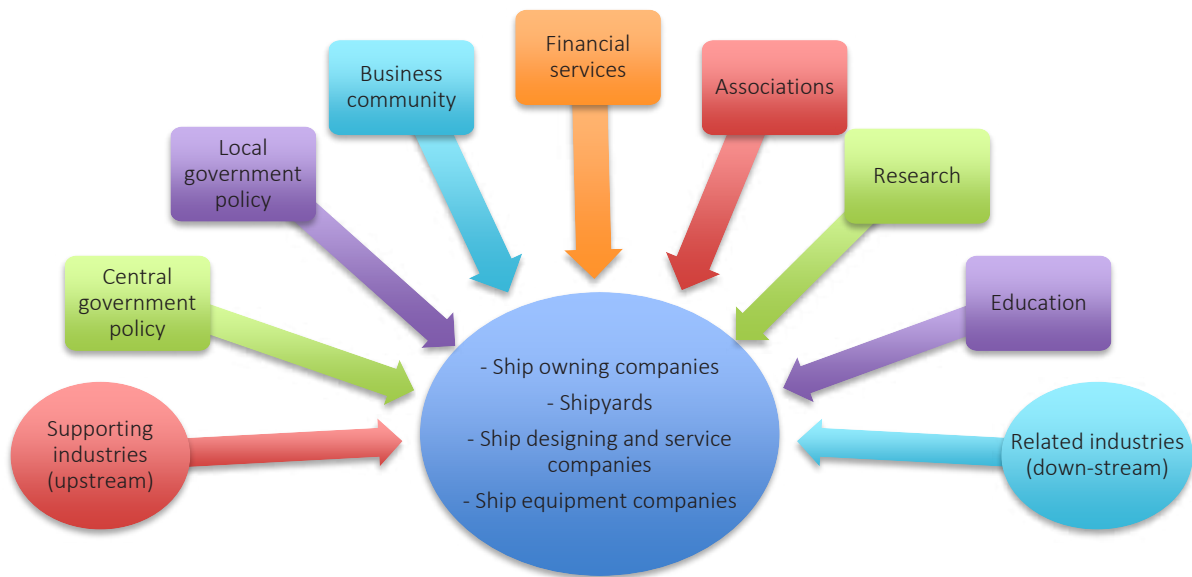 Financial
services
Business
community
Associations
Local
government
policy
Research
Central
government
policy
Education
- Ship owning companies
- Shipyards
- Ship designing and service
companies
- Ship equipment companies
Supporting
industries
(upstream)
Related industries
(down-stream)